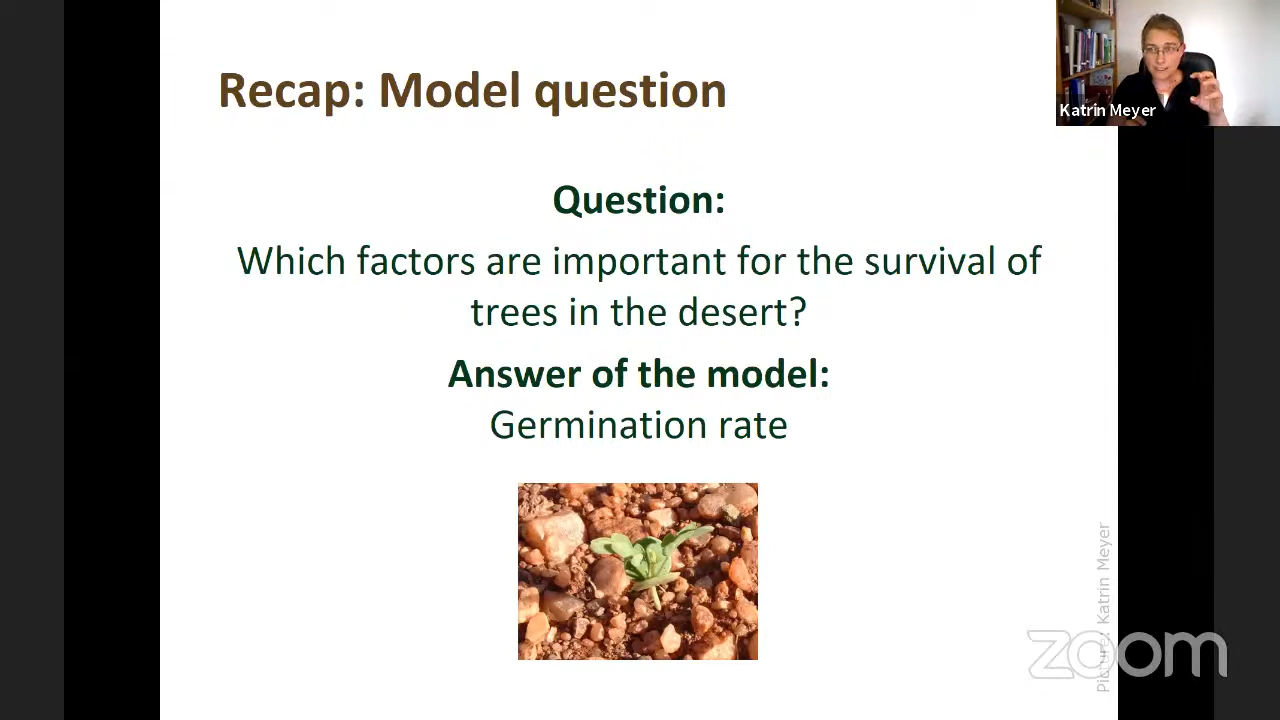 Recap: Model question
Katrin Meyer
Question:
Which factors are important for the survival of
trees in the desert?
Answer of the model:
Germination rate
Picture: Katrin Meyer
zoom